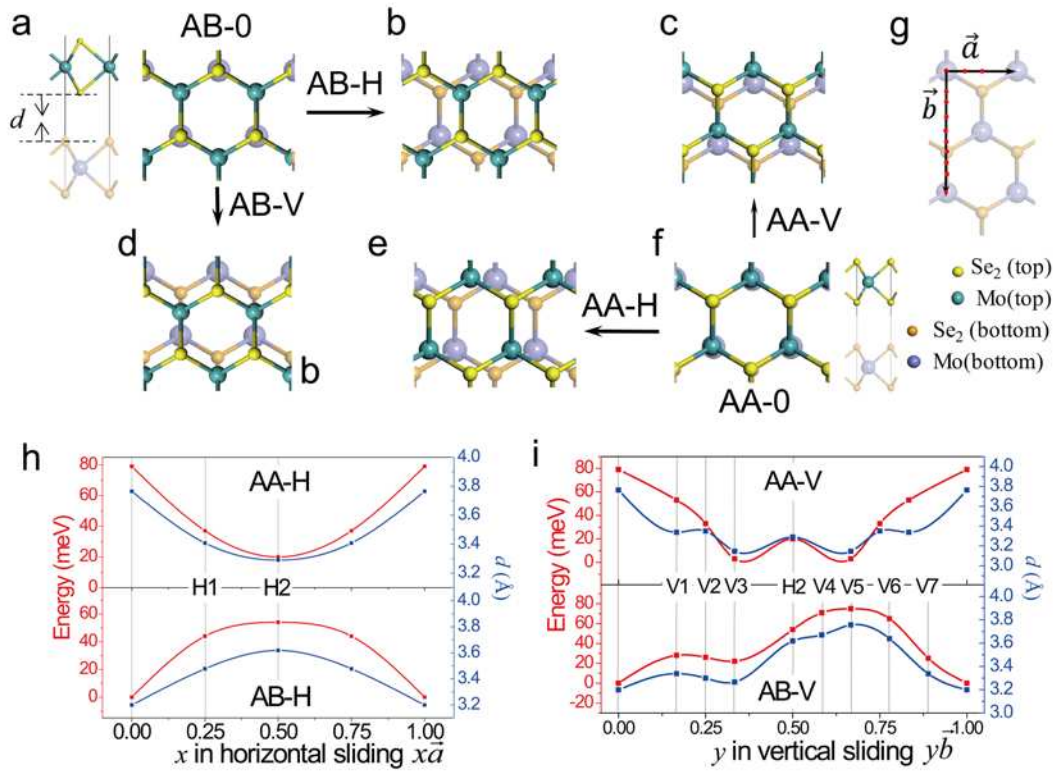 a
AB-0
AB-H
b
c
g
a
b
d
AB-V
AA-V
d
e
AA-H
f
b
AA-0
Se2 (top)
Mo(top)
Se2 (bottom)
Mo(bottom)
h
Energy (meV)
80
60
40
20
0
AA-H
4.0
3.8
3.6
3.4
3.2
d (Å)
H1 H2
80
60
40
20
0
AB-H
3.8
3.6
3.4
3.2
0.00 0.25 0.50 0.75 1.00
x in horizontal sliding xa
i
Energy (meV)
80
60
40
20
0
AA-V
4.0
3.8
3.6
3.4
3.2
3.0
d (Å)
V1 V2 V3 H2 V4 V5 V6 V7
80
60
40
20
0
-20
AB-V
4.0
3.8
3.6
3.4
3.2
0.00 0.25 0.50 0.75 1.00
y in vertical sliding yb